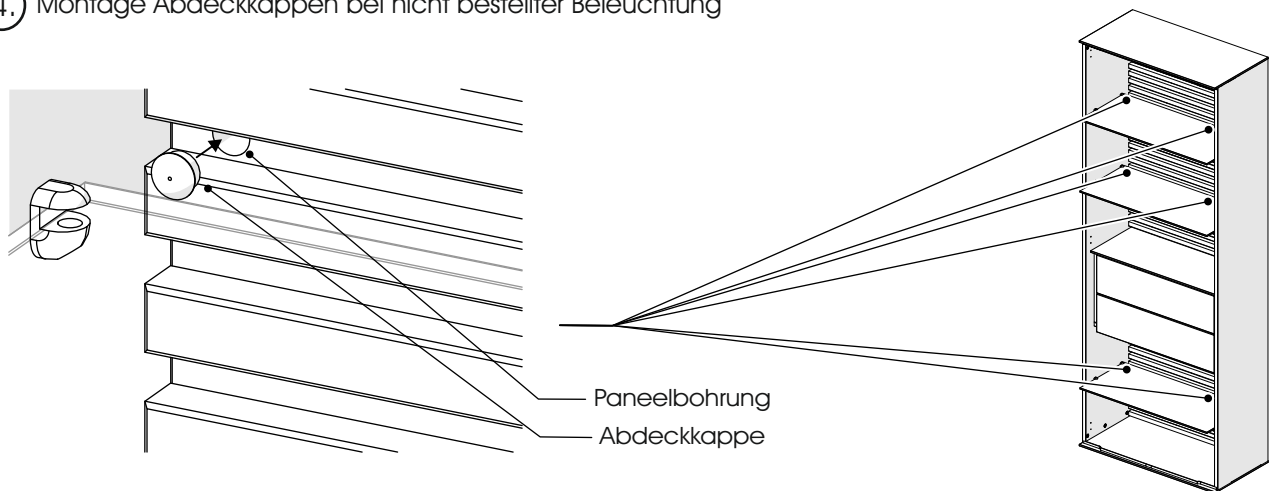 4. Montage Abdeckkappen bei nicht bestellter Beleuchtung
Paneelbohrung
Abdeckkappe